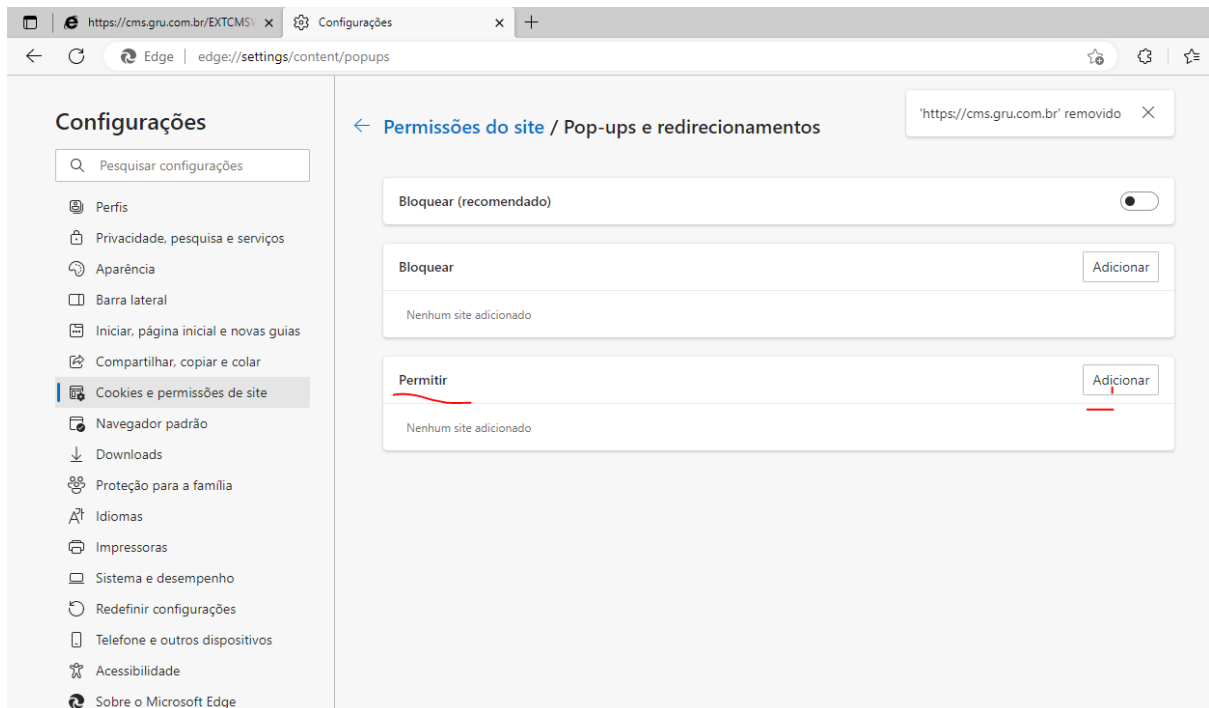 https://cms.gru.com.br/EXTCMSV
Configurações
Edge
edge://settings/content/popups
Configurações
Pesquisar configurações
Perfis
Privacidade, pesquisa e serviços
Aparência
Barra lateral
Iniciar, página inicial e novas guias
Compartilhar, copiar e colar
Cookies e permissões de site
Navegador padrão
Downloads
Proteção para a família
Idiomas
Impressoras
Sistema e desempenho
Redefinir configurações
Telefone e outros dispositivos
Acessibilidade
Sobre o Microsoft Edge
Permissões do site / Pop-ups e redirecionamentos
'https://cms.gru.com.br' removido
Bloquear (recomendado)
Bloquear
Adicionar
Nenhum site adicionado
Permitir
Adicionar
Nenhum site adicionado